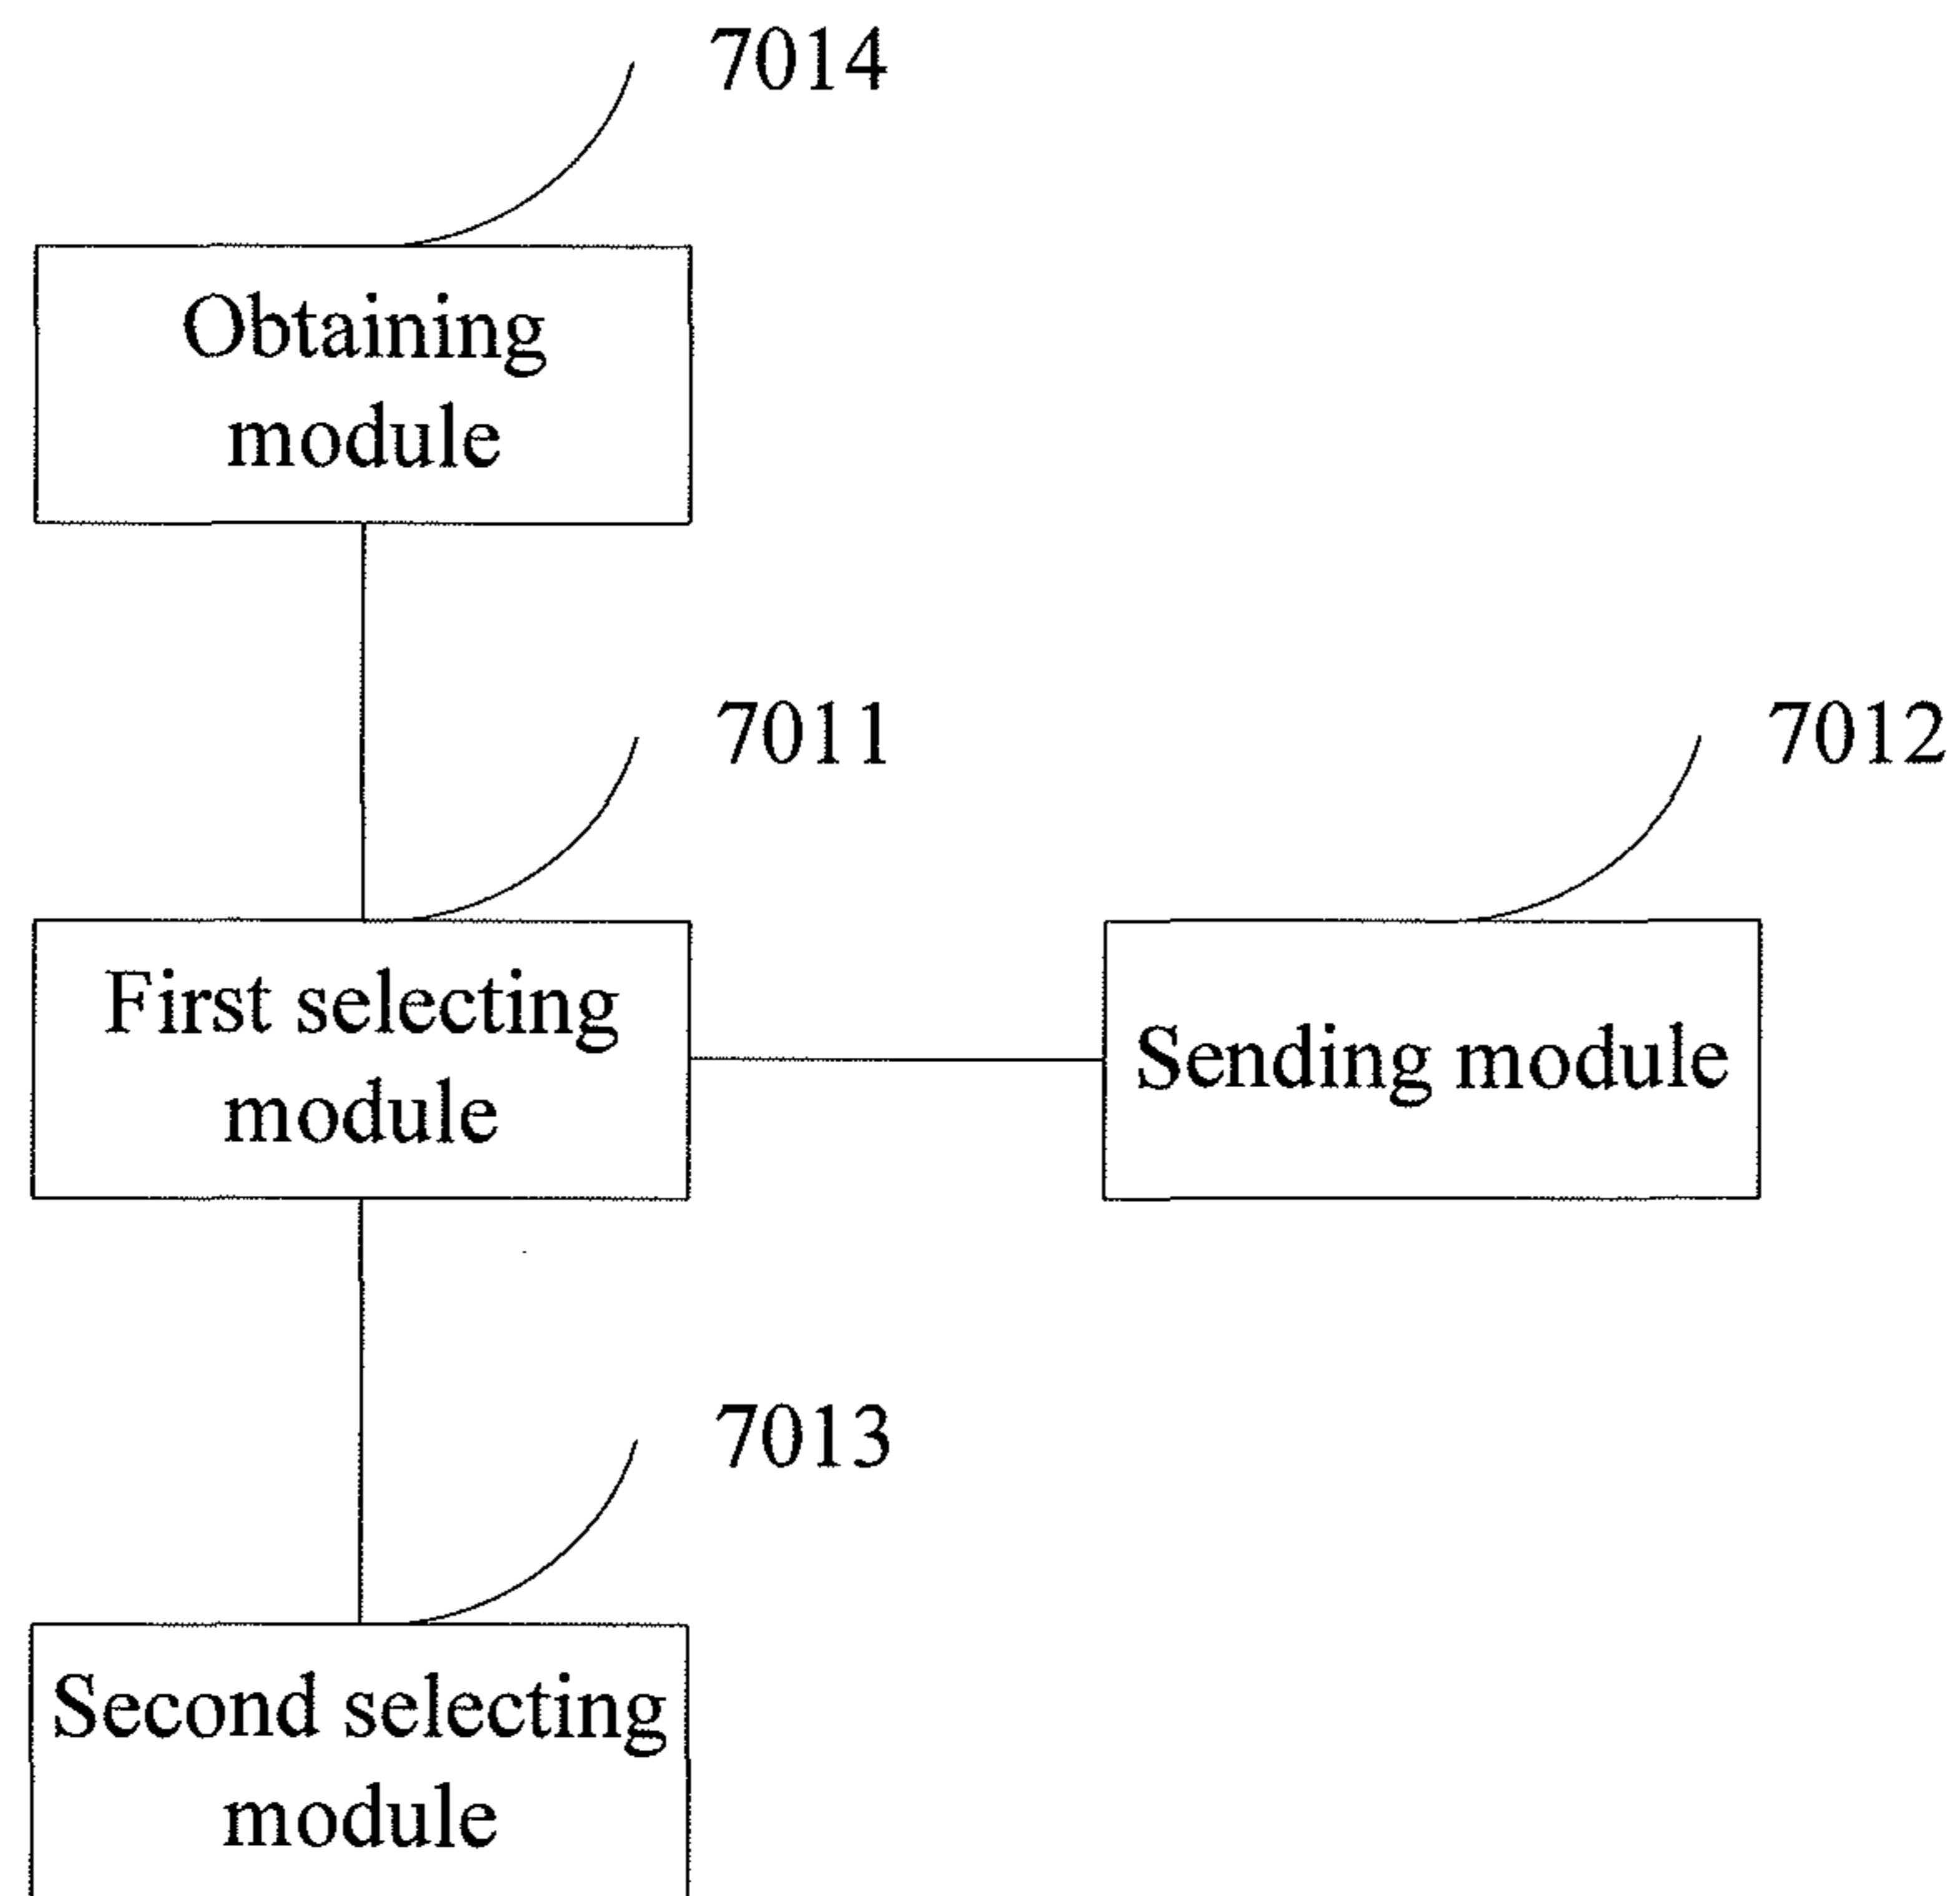 7014
Obtaining
module
7011
7012
First selecting
module
Sending module
7013
Second selecting
module